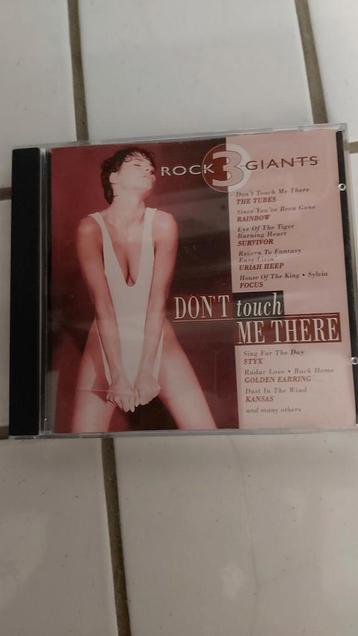 ROCK 3 GIANTS
Don't Touch Me There
THE TUBES
Since You've Been Gone
RAINBOW
Eye Of The Tiger
Burning Heart
SURVIVOR
Return To Fantasy
Easy Livin
URIAH HEEP
House Of The King • Sylvia
FOCUS
DON'T touch
ME THERE
Sing For The Day
STYX
Radar Love • Back Home
GOLDEN EARRING
Dust In The Wind
KANSAS
and many others